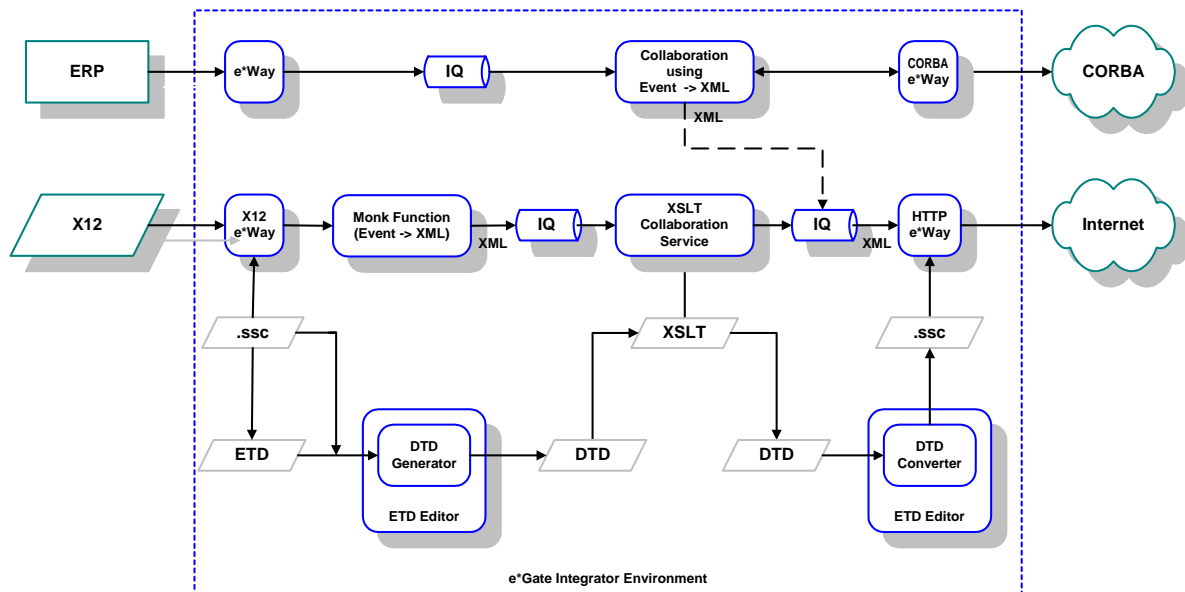 ERP
e*Way
IQ
Collaboration
using
Event -> XML
CORBA
e*Way
CORBA
XML
X12
X12
e*Way
Monk Function
(Event -> XML)
XML
IQ
XSLT
Collaboration
Service
IQ
XML
HTTP
e*Way
Internet
.ssc
XSLT
.ssc
ETD
DTD
Generator
ETD Editor
DTD
DTD
DTD
Converter
ETD Editor
e*Gate Integrator Environment